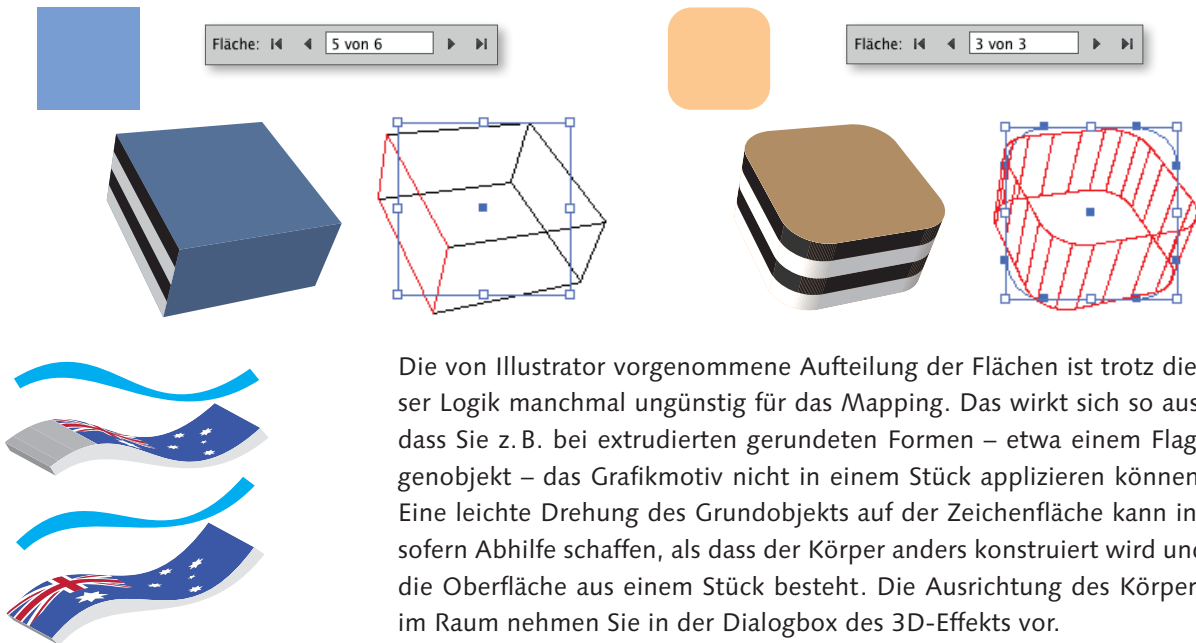 Fläche: 5 von 6
Fläche: 3 von 3
Die von Illustrator vorgenommene Aufteilung der Flächen ist trotz die
ser Logik manchmal ungünstig für das Mapping. Das wirkt sich so aus
dass Sie z. B. bei extrudierten gerundeten Formen – etwa einem Flag
genobjekt – das Grafikmotiv nicht in einem Stück applizieren können
Eine leichte Drehung des Grundobjekts auf der Zeichenfläche kann in
sofern Abhilfe schaffen, als dass der Körper anders konstruiert wird und
die Oberfläche aus einem Stück besteht. Die Ausrichtung des Körper
im Raum nehmen Sie in der Dialogbox des 3D-Effekts vor.